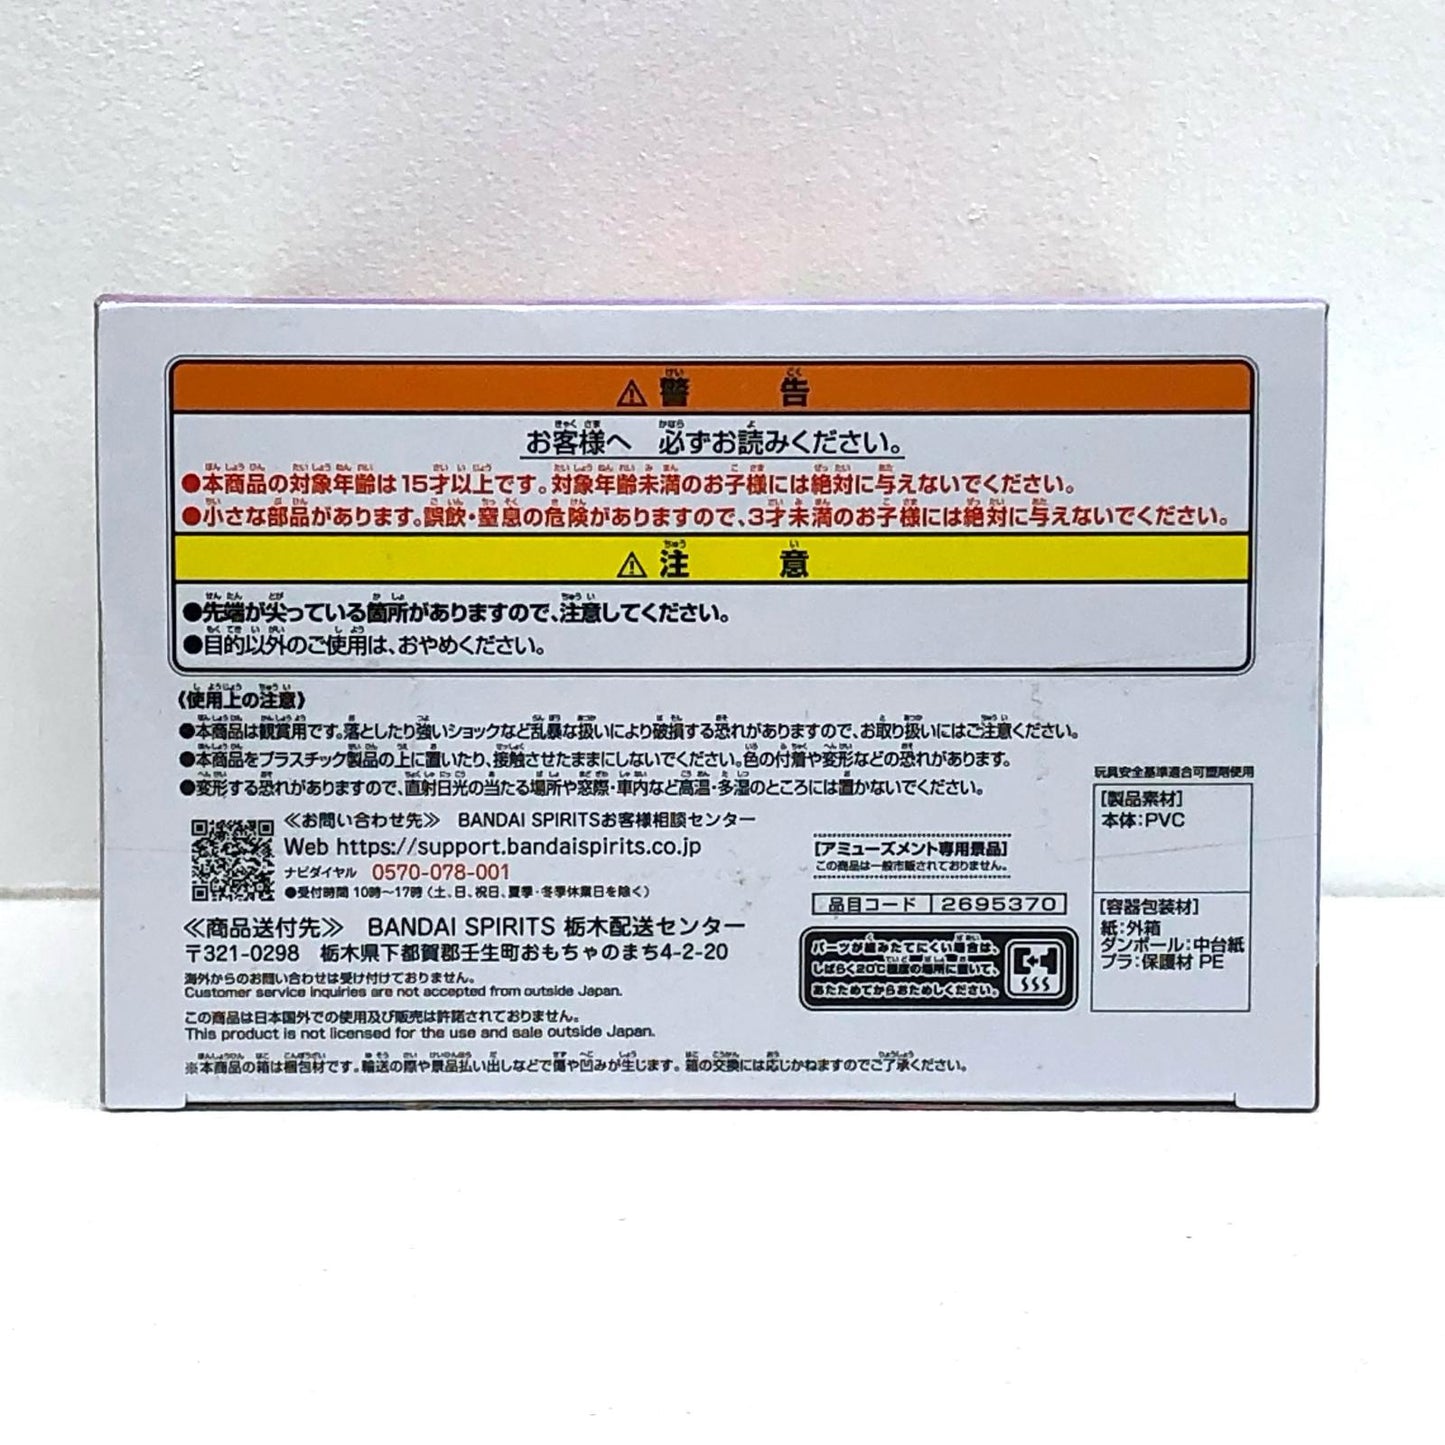 ⚠警告
お客様へ 必ずお読みください。
●本商品の対象年齢は15才以上です。対象年齢未満のお子様には絶対に与えないでください。
●小さな部品があります。誤飲・窒息の危険がありますので、3才未満のお子様には絶対に与えないでください。
⚠注意
●先端が尖っている箇所がありますので、注意してください。
●目的以外のご使用は、おやめください。
《使用上の注意》
●本商品は観賞用です。落としたり強いショックなど乱暴な扱いにより破損する恐れがありますので、お取り扱いにはご注意ください。
●本商品をプラスチック製品の上に置いたり、接触させたままにしないでください。色の付着や変形などの恐れがあります。
●変形する恐れがありますので、直射日光の当たる場所や窓際・車内など高温・多湿のところには置かないでください。
≪お問い合わせ先≫ BANDAI SPIRITSお客様相談センター
Web https://support.bandaispirits.co.jp
ナビダイヤル 0570-078-001
●受付時間 10時～17時（土、日、祝日、夏季・冬季休業日を除く）
≪商品送付先≫ BANDAI SPIRITS 栃木配送センター
〒321-0298 栃木県下都賀郡壬生町おもちゃのまち4-2-20
海外からのお問い合わせは受け付けておりません。
Customer service inquiries are not accepted from outside Japan.
この商品は日本国外での使用及び販売は許諾されておりません。
This product is not licensed for the use and sale outside Japan.
※本商品の箱は梱包材です。輸送の際や景品払い出しなどで傷や凹みが生じます。箱の交換には応じかねますのでご了承ください。
[アミューズメント専用景品]
この商品は一般市販されておりません。
品目コード 2695370
パーツが組みたてにくい場合は、
しばらく20℃程度の場所に置いて、
あたためてからおためしください。
玩具安全基準適合可塑剤使用
[製品素材]
本体：PVC
[容器包装材]
紙：外箱
ダンボール：中台紙
プラ：保護材 PE